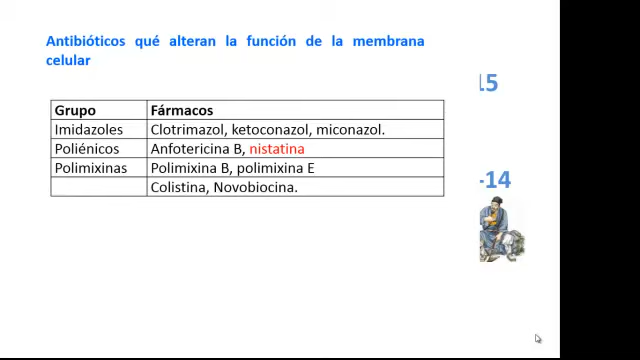 Antibióticos qué alteran la función de la membrana
celular
Grupo Fármacos
Imidazoles Clotrimazol, ketoconazol, miconazol.
Poliénicos Anfotericina B, nistatina
Polimixinas Polimixina B, polimixina E
Colistina, Novobiocina.
15
-14